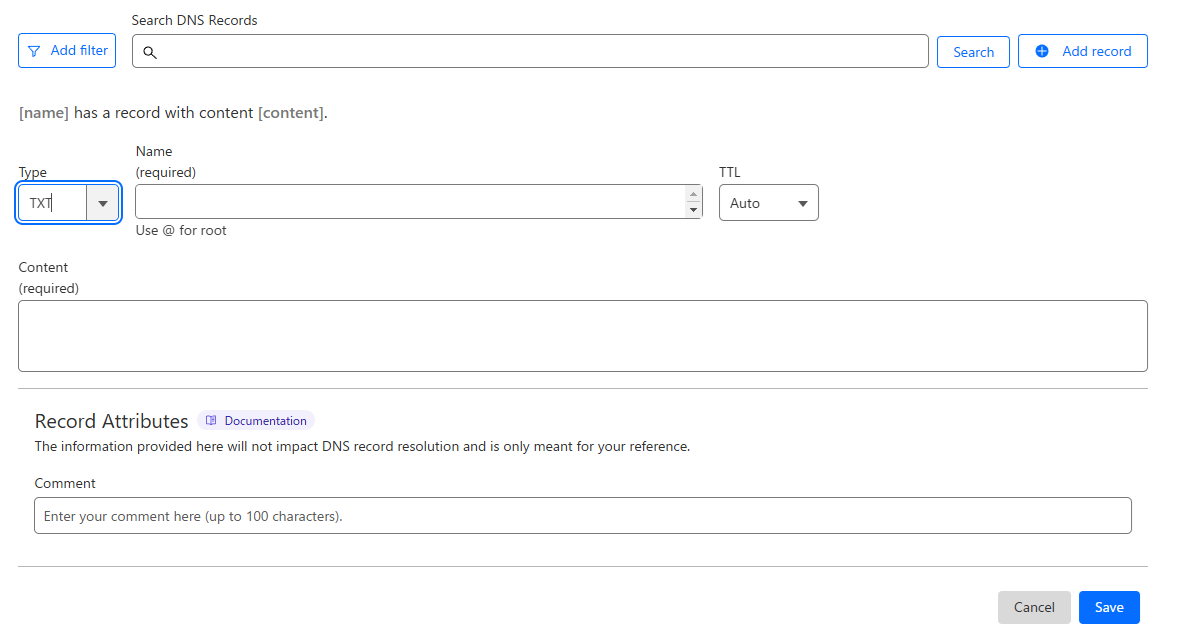 Search DNS Records
Add filter
Search
Add record
[name] has a record with content [content].
Type
Name
(required)
TTL
TXT
Auto
Use @ for root
Content
(required)
Record Attributes
Documentation
The information provided here will not impact DNS record resolution and is only meant for your reference.
Comment
Enter your comment here (up to 100 characters).
Cancel
Save